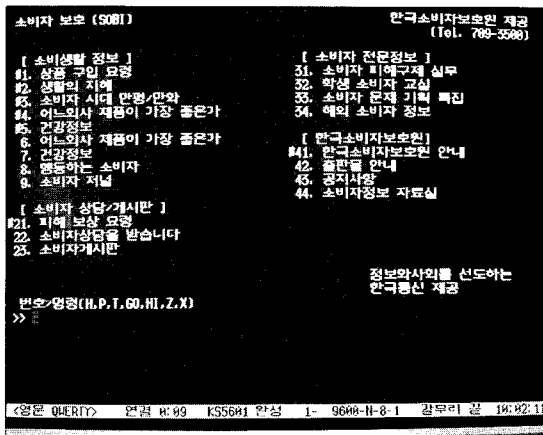 소비자 보호 (SOBI)
한국소비자보호원 제공
(Tel. 709-3500)
[ 소비생활 정보 ]
#1. 상품 구입 요령
#2. 생활의 지혜
#3. 소비자 시대 만평/만화
#4. 어느회사 제품이 가장 좋은가
#5. 건강정보
6. 어느회사 제품이 가장 좋은가
7. 건강정보
8. 행동하는 소비자
9. 소비자 저널
[ 소비자 상담/게시판 ]
#21. 피해 보상 요령
22. 소비자상담을 받습니다
23. 소비자게시판
[ 소비자 전문정보 ]
31. 소비자 피해구제 실무
32. 학생 소비자 교실
33. 소비자 문제 기획 특집
34. 해외 소비자 정보
[ 한국소비자보호원]
#41. 한국소비자보호원 안내
42. 출판물 안내
43. 공지사항
44. 소비자정보 자료실
정보와사회를 선도하는
한국통신 제공
번호/명령(H,P,T,GO,HI,Z,X)
>>
<영문 QWERTY> 연결 0:09 KS5601 완성 1- 9600-N-8-1 갈무리 끝 10:02:11